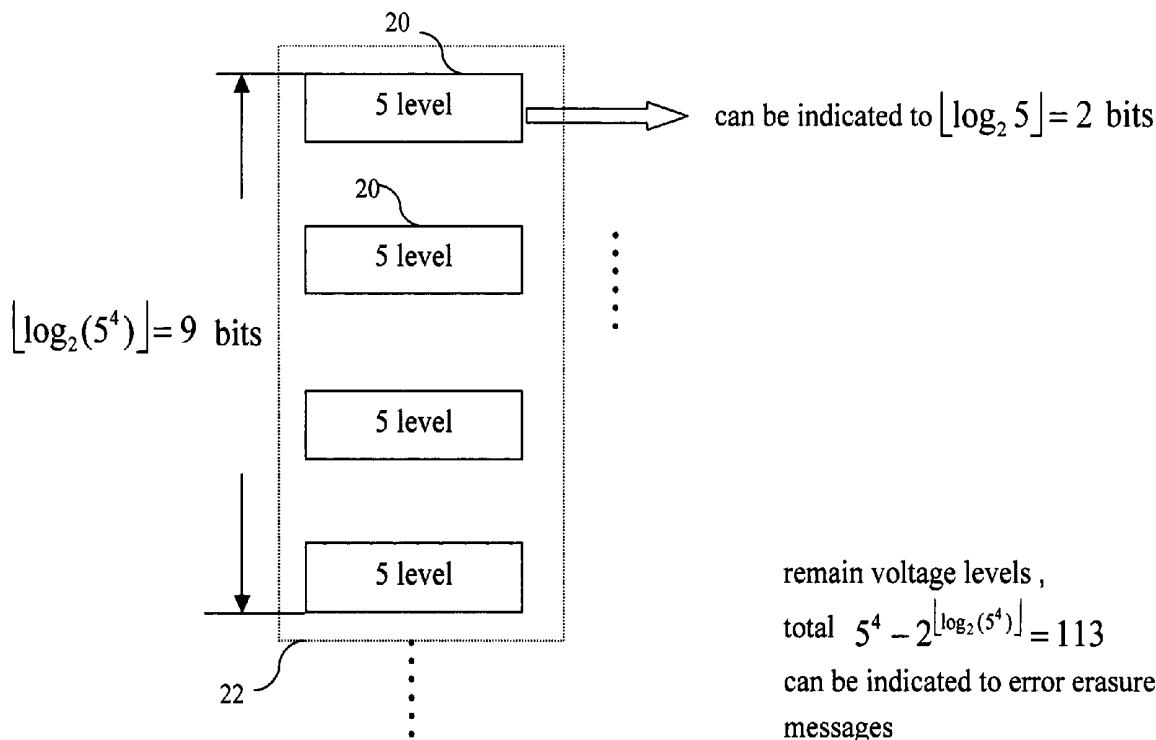 20
5 level
can be indicated to ⌊log₂ 5⌋ = 2 bits
20
5 level
⌊log₂(5⁴)⌋ = 9 bits
5 level
5 level
remain voltage levels ,
total 5⁴ − 2^⌊log₂(5⁴)⌋ = 113
can be indicated to error erasure
messages
22